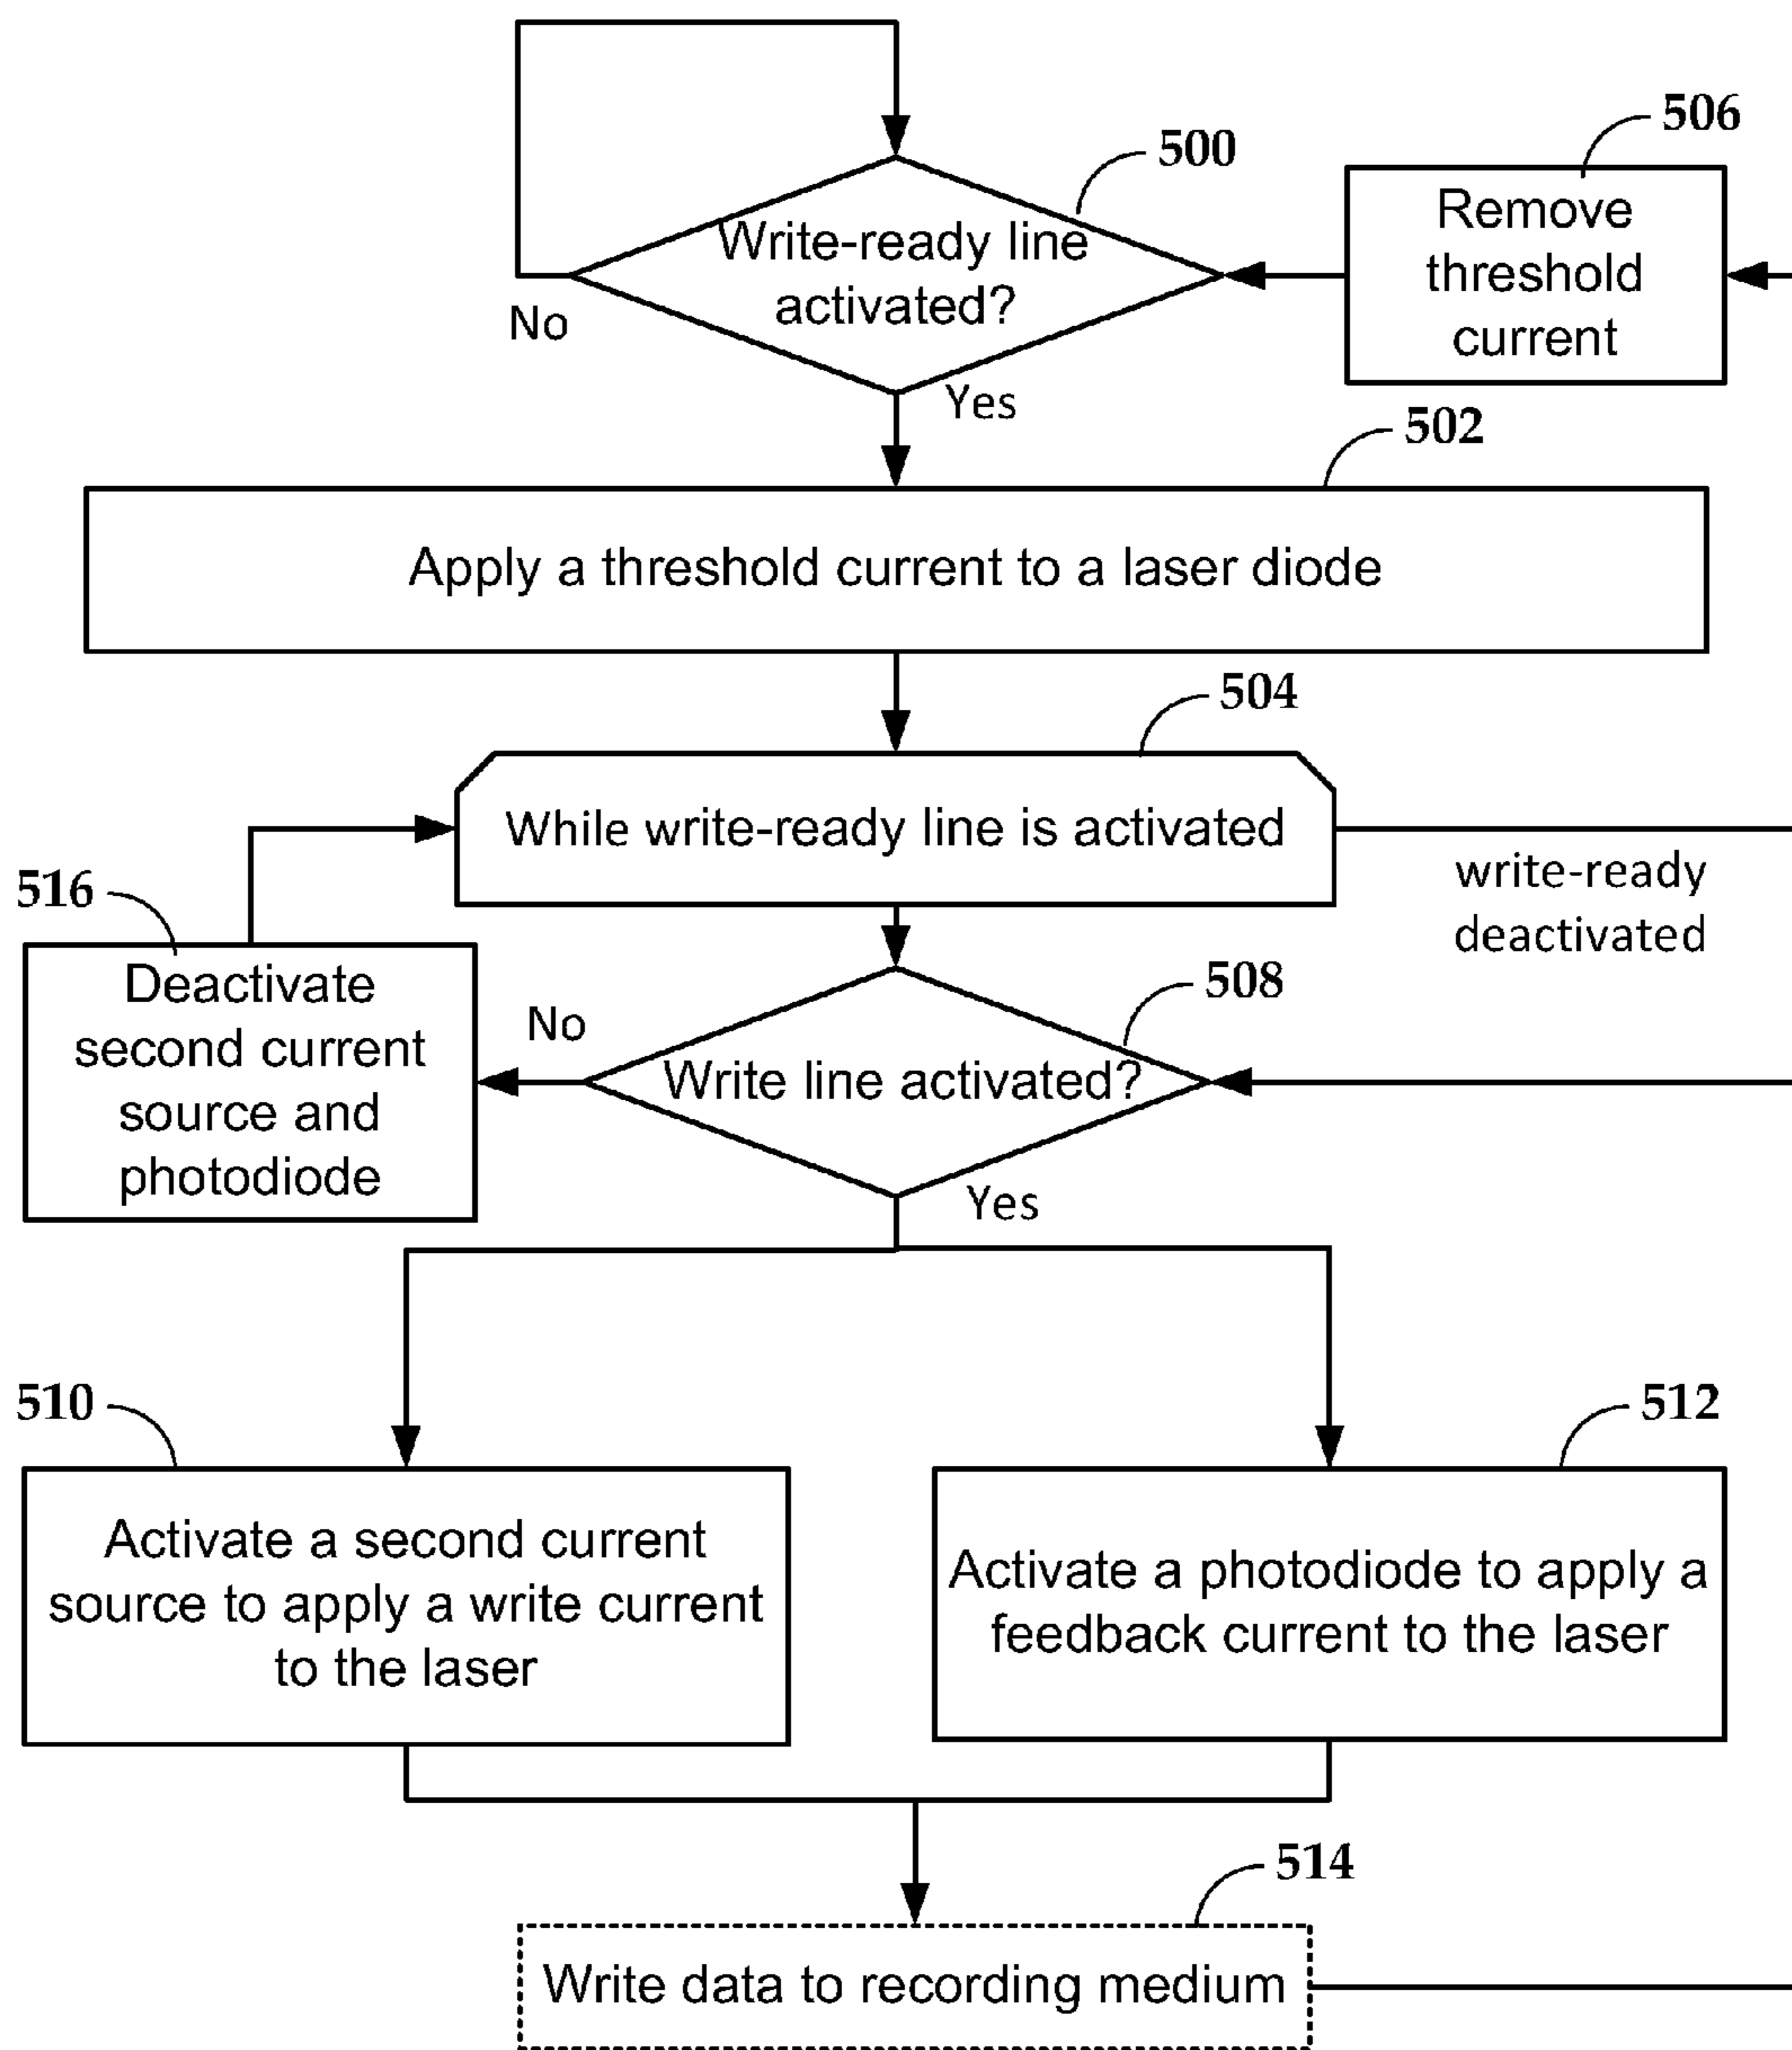 500
Write-ready line
activated?
No
Yes
506
Remove
threshold
current
502
Apply a threshold current to a laser diode
504
While write-ready line is activated
write-ready
deactivated
516
Deactivate
second current
source and
photodiode
508
Write line activated?
No
Yes
510
Activate a second current
source to apply a write current
to the laser
512
Activate a photodiode to apply a
feedback current to the laser
514
Write data to recording medium